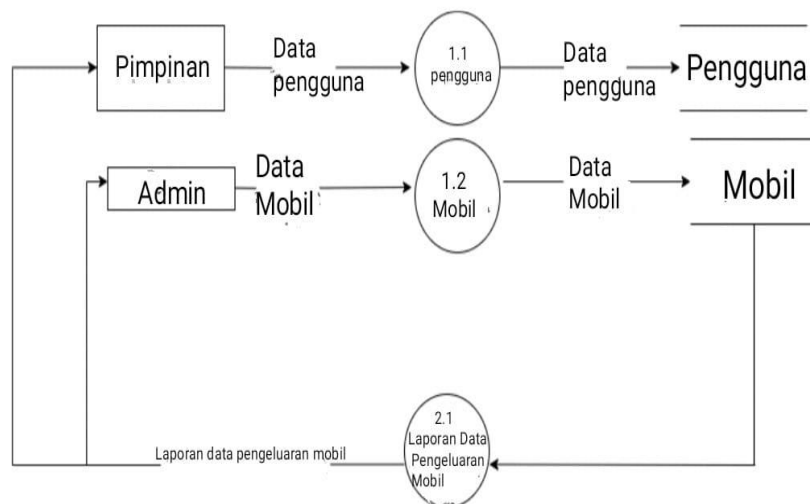 Pimpinan
Data
pengguna
1.1
pengguna
Data
pengguna
Pengguna
Admin
Data
Mobil
1.2
Mobil
Data
Mobil
Mobil
Laporan data pengeluaran mobil
2.1
Laporan Data
Pengeluaran
Mobil